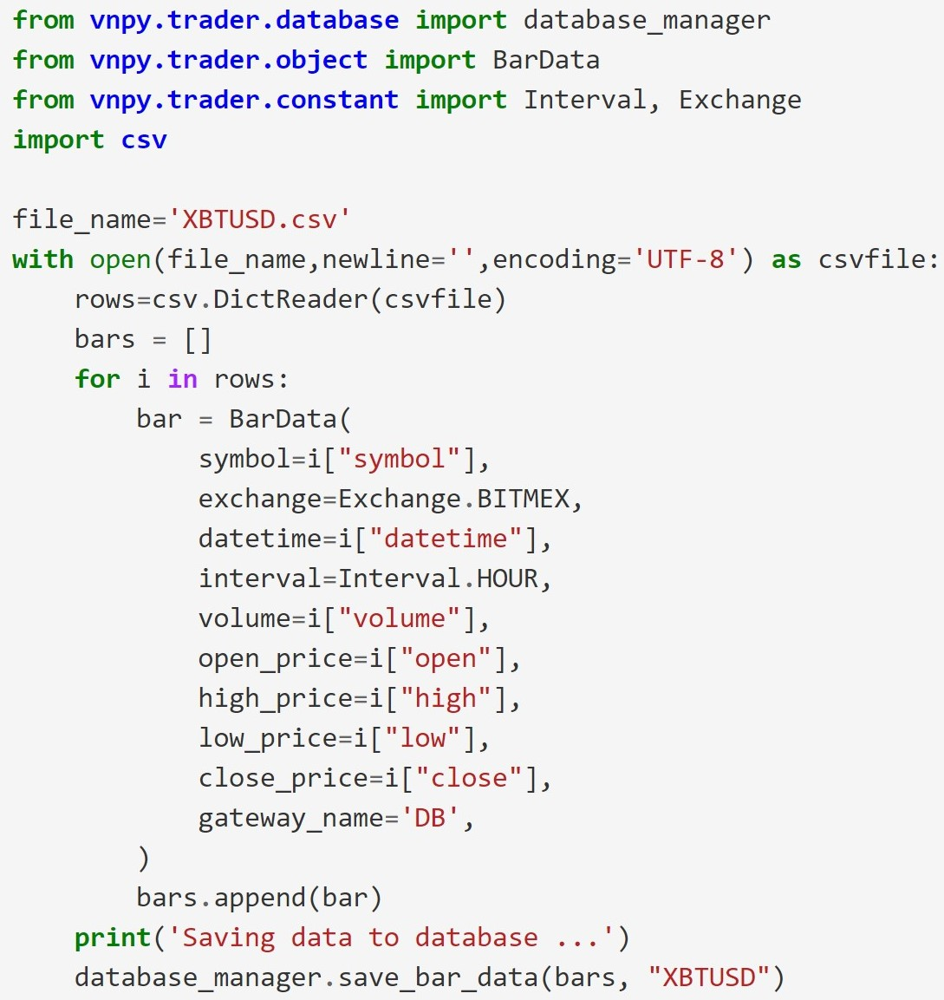 from vnpy.trader.database import database_manager
from vnpy.trader.object import BarData
from vnpy.trader.constant import Interval, Exchange
import csv

file_name='XBTUSD.csv'
with open(file_name,newline='',encoding='UTF-8') as csvfile:
    rows=csv.DictReader(csvfile)
    bars = []
    for i in rows:
        bar = BarData(
            symbol=i["symbol"],
            exchange=Exchange.BITMEX,
            datetime=i["datetime"],
            interval=Interval.HOUR,
            volume=i["volume"],
            open_price=i["open"],
            high_price=i["high"],
            low_price=i["low"],
            close_price=i["close"],
            gateway_name='DB',
        )
        bars.append(bar)
    print('Saving data to database ...')
    database_manager.save_bar_data(bars, "XBTUSD")